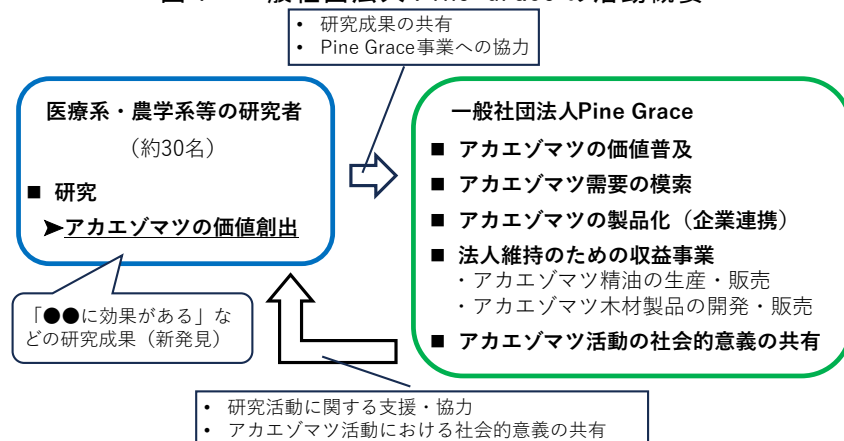 • 研究成果の共有
• Pine Grace事業への協力
医療系・農学系等の研究者
（約30名）
■ 研究
➤アカエゾマツの価値創出
「●●に効果がある」な
どの研究成果（新発見）
一般社団法人Pine Grace
■ アカエゾマツの価値普及
■ アカエゾマツ需要の模索
■ アカエゾマツの製品化（企業連携）
■ 法人維持のための収益事業
・アカエゾマツ精油の生産・販売
・アカエゾマツ木材製品の開発・販売
■ アカエゾマツ活動の社会的意義の共有
• 研究活動に関する支援・協力
• アカエゾマツ活動における社会的意義の共有